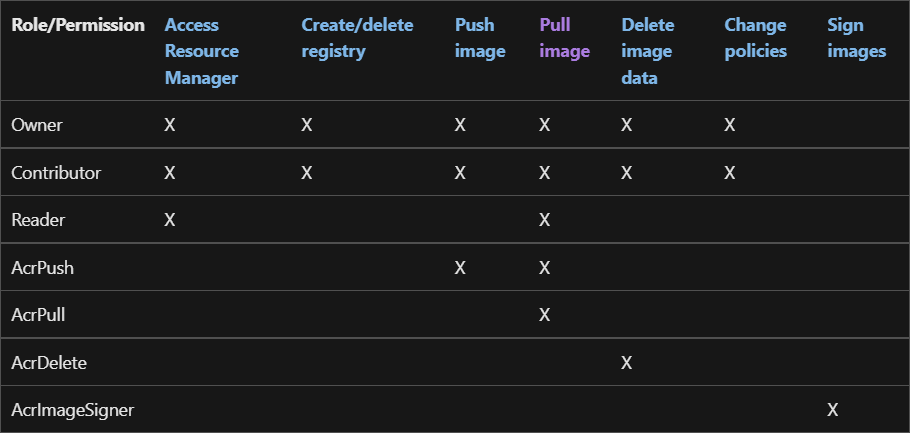 Role/Permission Access Resource Manager Create/delete registry Push image Pull image Delete image data Change policies Sign images
Owner X X X X X X
Contributor X X X X X X
Reader X X
AcrPush X X
AcrPull X
AcrDelete X
AcrImageSigner X